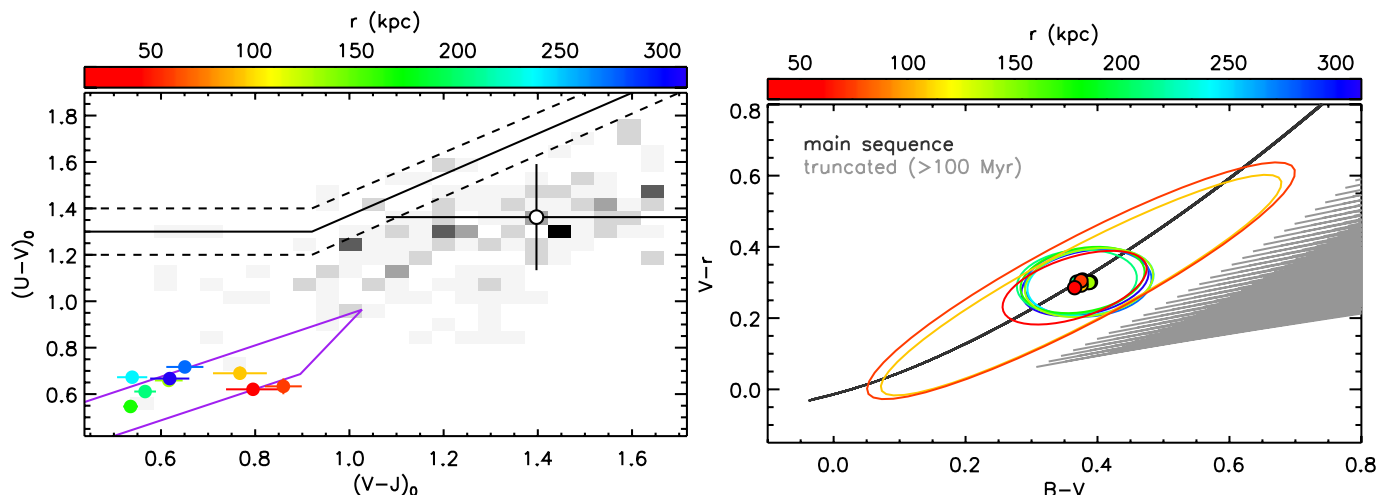 r (kpc)
50 100 150 200 250 300
1.8
1.6
1.4
1.2
1.0
0.8
0.6
(U−V)₀
0.6 0.8 1.0 1.2 1.4 1.6
(V−J)₀
r (kpc)
50 100 150 200 250 300
0.8
0.6
0.4
0.2
0.0
V−r
main sequence
truncated (>100 Myr)
0.0 0.2 0.4 0.6 0.8
B−V